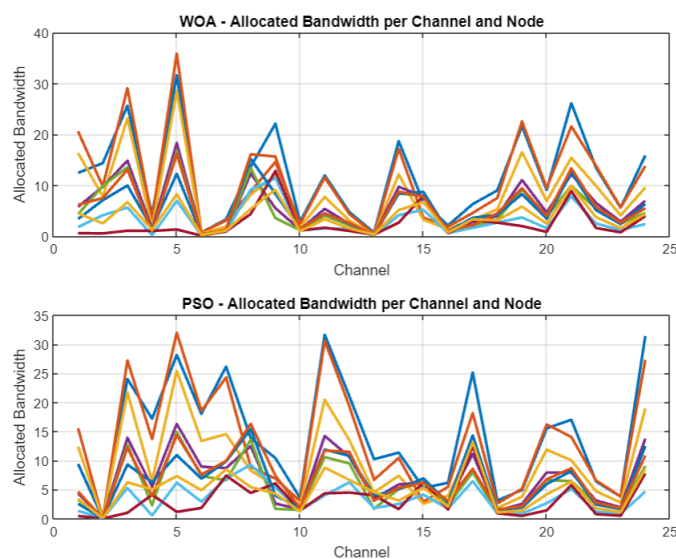 WOA - Allocated Bandwidth per Channel and Node
40
30
20
10
0
Allocated Bandwidth
0 5 10 15 20 25
Channel
PSO - Allocated Bandwidth per Channel and Node
35
30
25
20
15
10
5
0
Allocated Bandwidth
0 5 10 15 20 25
Channel